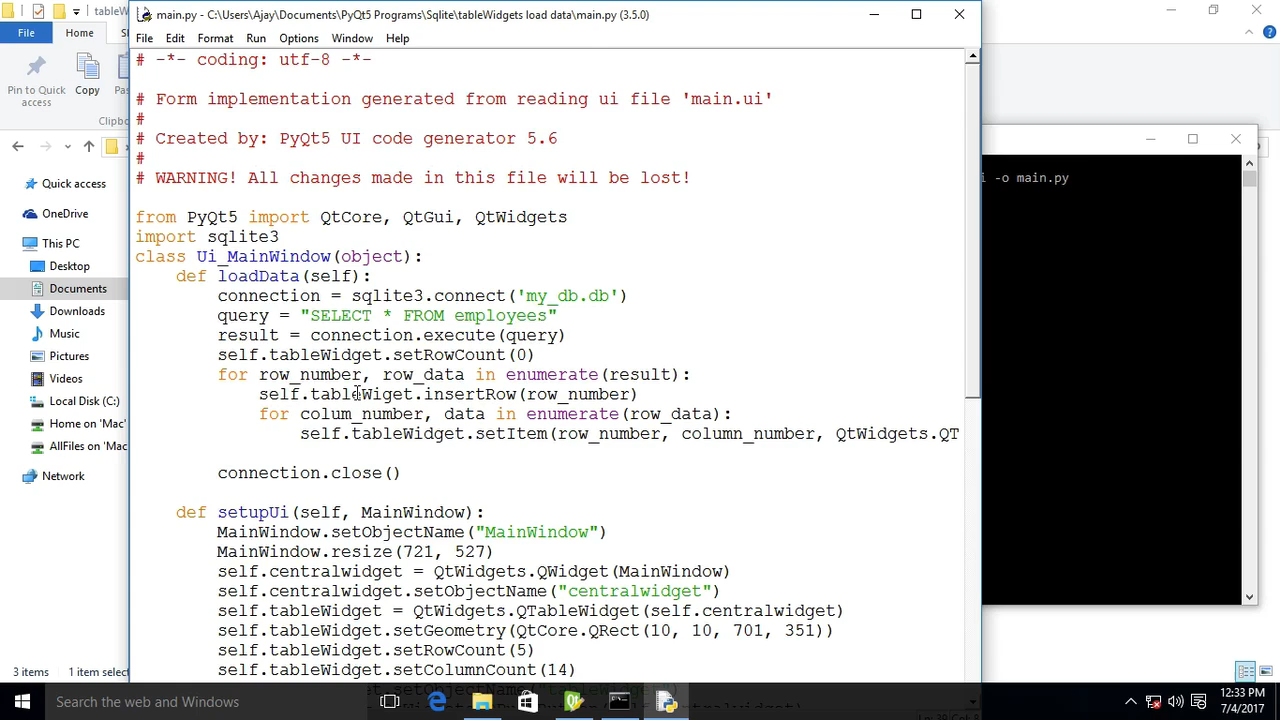 tableW
main.py - C:\Users\Ajay\Documents\PyQt5 Programs\Sqlite\tableWidgets load data\main.py (3.5.0)
File Home
File Edit Format Run Options Window Help
Pin to Quick access
Copy
Clipb
Quick access
OneDrive
This PC
Desktop
Documents
Downloads
Music
Pictures
Videos
Local Disk (C:)
Home on 'Mac
AllFiles on 'Mac
Network
3 items 1 item select
# -*- coding: utf-8 -*-
# Form implementation generated from reading ui file 'main.ui'
#
# Created by: PyQt5 UI code generator 5.6
#
# WARNING! All changes made in this file will be lost!
from PyQt5 import QtCore, QtGui, QtWidgets
import sqlite3
class Ui_MainWindow(object):
def loadData(self):
connection = sqlite3.connect('my_db.db')
query = "SELECT * FROM employees"
result = connection.execute(query)
self.tableWidget.setRowCount(0)
for row_number, row_data in enumerate(result):
self.tableWiget.insertRow(row_number)
for colum_number, data in enumerate(row_data):
self.tableWidget.setItem(row_number, column_number, QtWidgets.QT
connection.close()
def setupUi(self, MainWindow):
MainWindow.setObjectName("MainWindow")
MainWindow.resize(721, 527)
self.centralwidget = QtWidgets.QWidget(MainWindow)
self.centralwidget.setObjectName("centralwidget")
self.tableWidget = QtWidgets.QTableWidget(self.centralwidget)
self.tableWidget.setGeometry(QtCore.QRect(10, 10, 701, 351))
self.tableWidget.setRowCount(5)
self.tableWidget.setColumnCount(14)
i -o main.py
Search the web and Windows
12:33 PM
7/4/2017